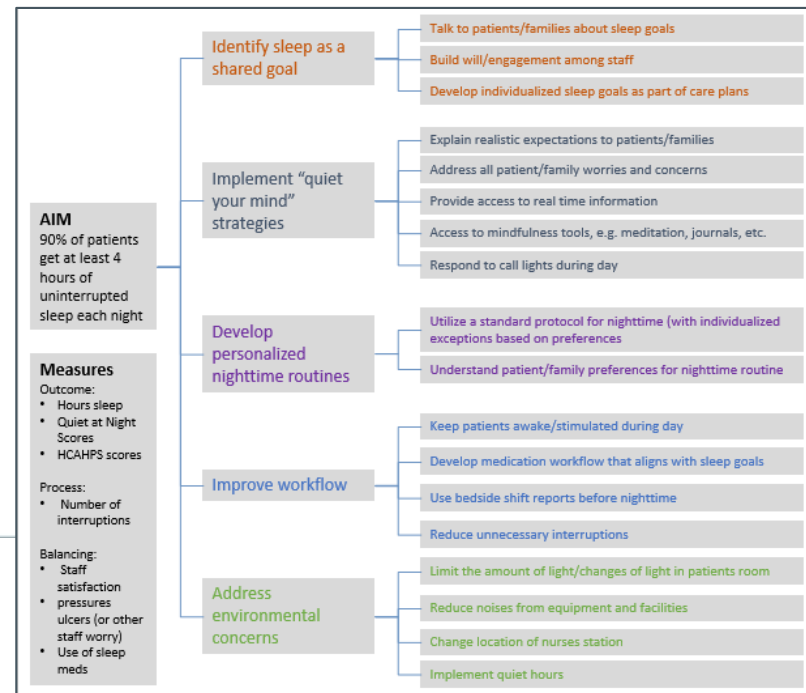 AIM
90% of patients
get at least 4
hours of
uninterrupted
sleep each night
Measures
Outcome:
• Hours sleep
• Quiet at Night
Scores
• HCAHPS scores
Process:
• Number of
interruptions
Balancing:
• Staff
satisfaction
• pressures
ulcers (or other
staff worry)
• Use of sleep
meds
Identify sleep as a
shared goal
Talk to patients/families about sleep goals
Build will/engagement among staff
Develop individualized sleep goals as part of care plans
Implement “quiet
your mind”
strategies
Explain realistic expectations to patients/families
Address all patient/family worries and concerns
Provide access to real time information
Access to mindfulness tools, e.g. meditation, journals, etc.
Respond to call lights during day
Develop
personalized
nighttime routines
Utilize a standard protocol for nighttime (with individualized
exceptions based on preferences
Understand patient/family preferences for nighttime routine
Improve workflow
Keep patients awake/stimulated during day
Develop medication workflow that aligns with sleep goals
Use bedside shift reports before nighttime
Reduce unnecessary interruptions
Address
environmental
concerns
Limit the amount of light/changes of light in patients room
Reduce noises from equipment and facilities
Change location of nurses station
Implement quiet hours